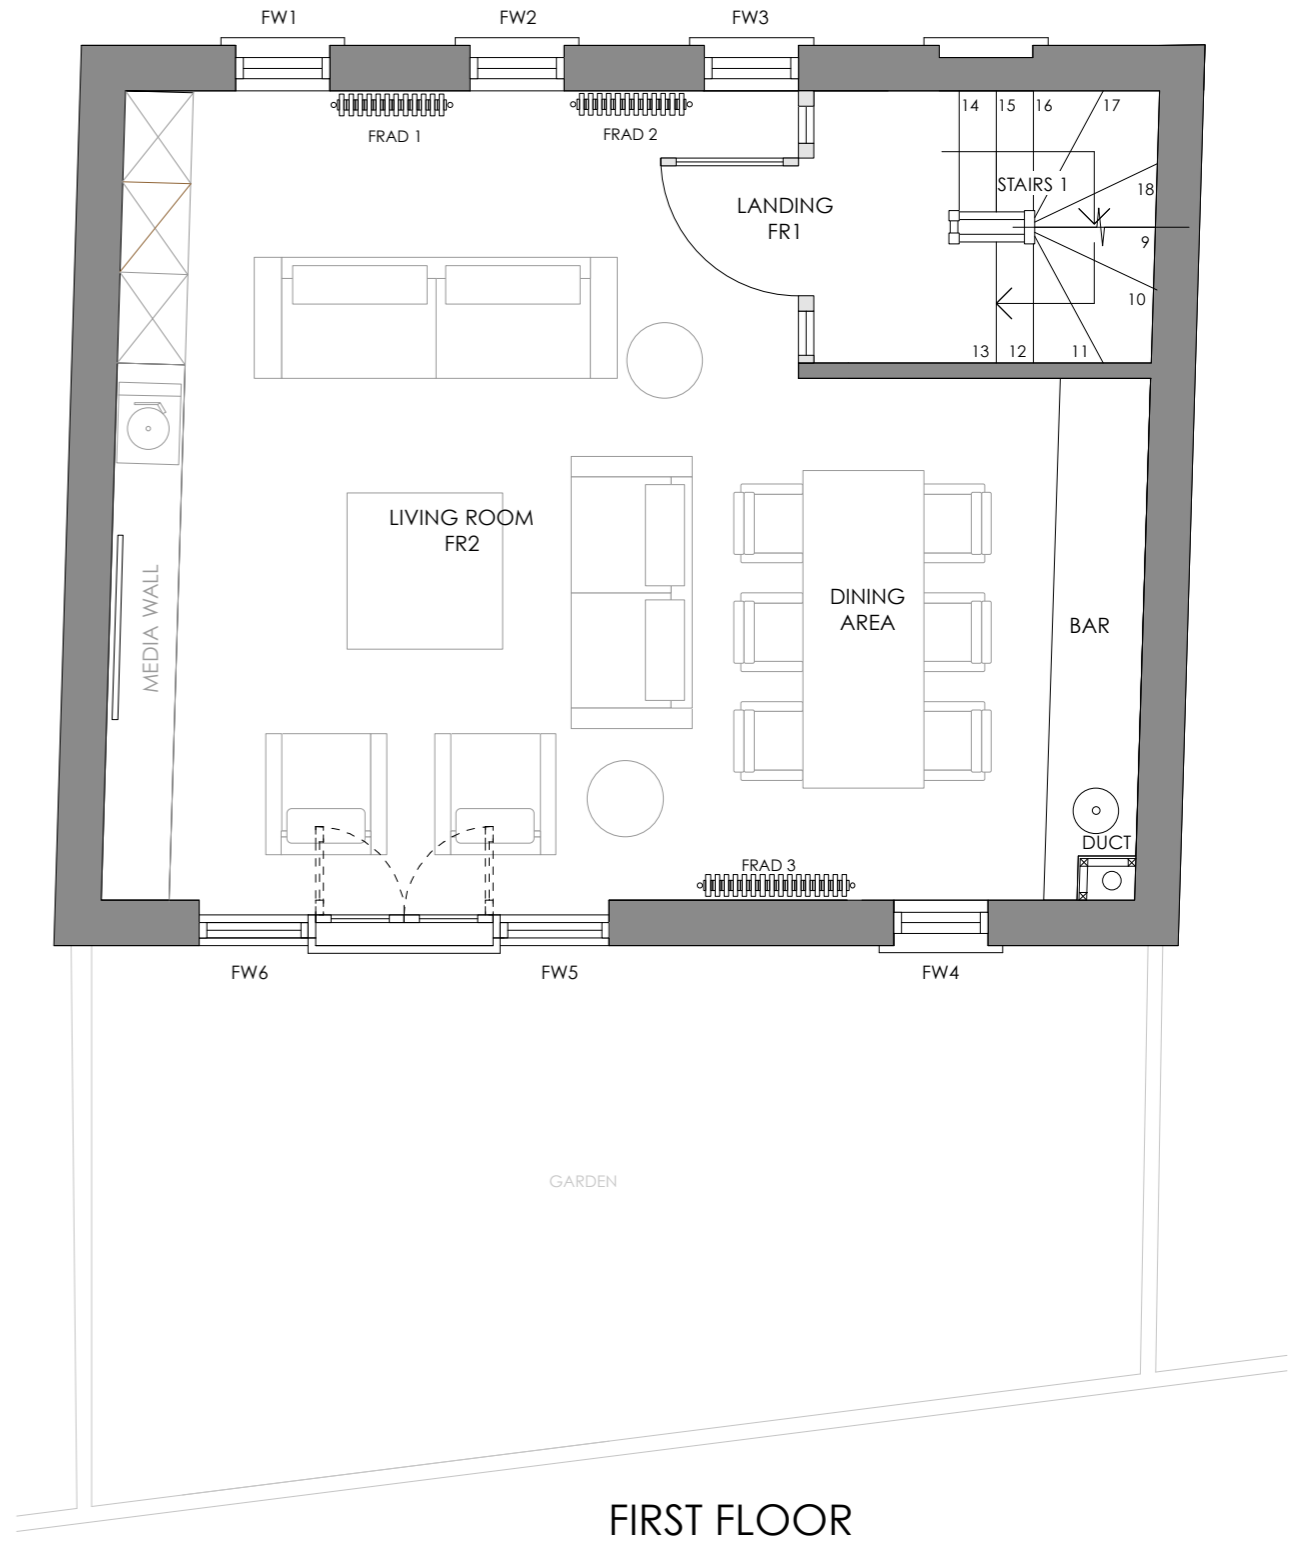 FW1
FW2
FW3
FRAD 1
FRAD 2
14
15
16
17
STAIRS 1
18
LANDING
FR1
9
10
13
12
11
LIVING ROOM
FR2
MEDIA WALL
DINING
AREA
BAR
DUCT
FRAD 3
FW6
FW5
FW4
GARDEN
FIRST FLOOR